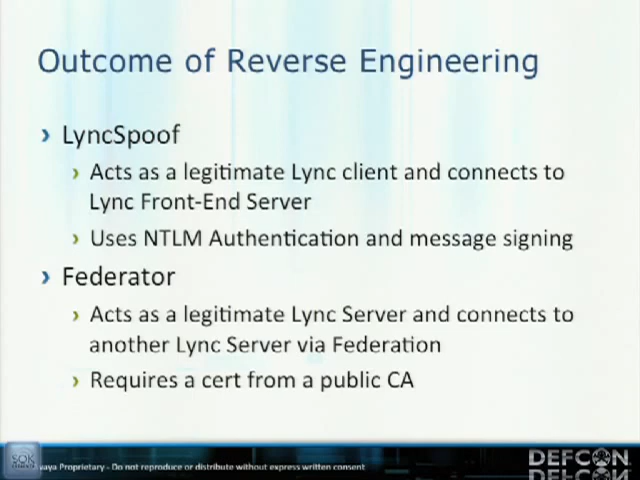 Outcome of Reverse Engineering
› LyncSpoof
› Acts as a legitimate Lync client and connects to
Lync Front-End Server
› Uses NTLM Authentication and message signing
› Federator
› Acts as a legitimate Lync Server and connects to
another Lync Server via Federation
› Requires a cert from a public CA
Proprietary - Do not reproduce or distribute without express written consent
DEFCON